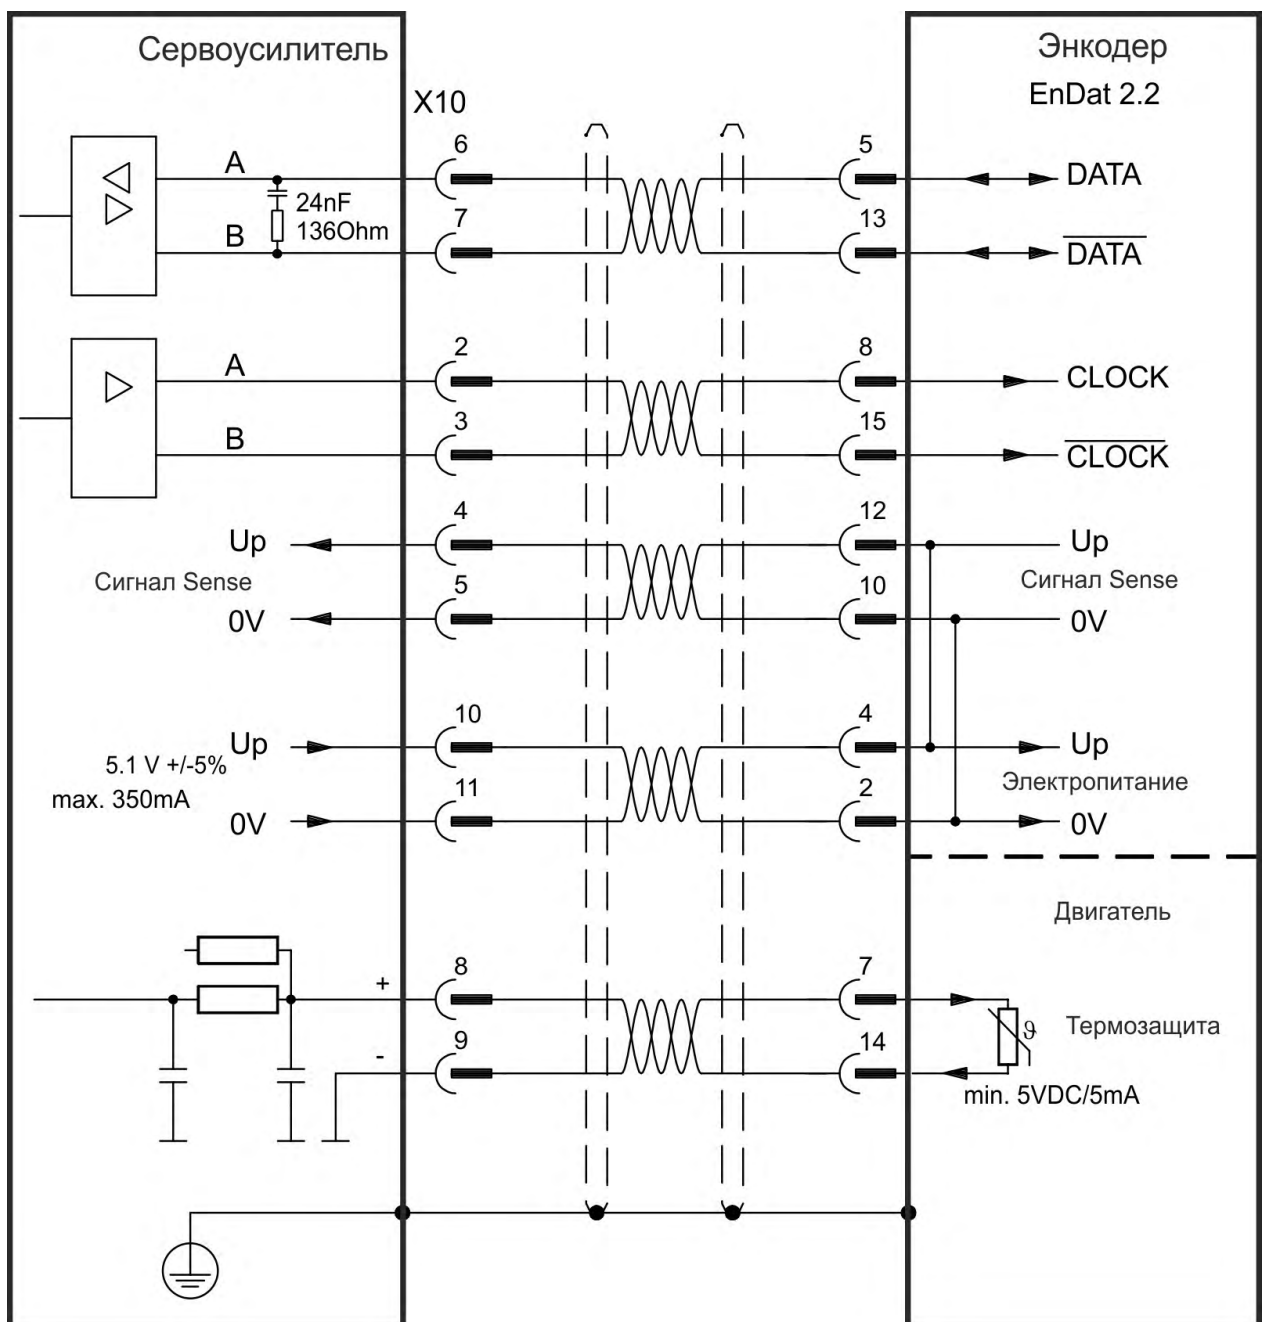 Сервоусилитель
Энкодер
EnDat 2.2
X10
A
6
5
DATA
24nF
136Ohm
B
7
13
DATA
A
2
8
CLOCK
B
3
15
CLOCK
Up
4
12
Up
Сигнал Sense
Сигнал Sense
0V
5
10
0V
Up
10
4
Up
5.1 V +/-5%
max. 350mA
Электропитание
0V
11
2
0V
Двигатель
+
8
7
ϑ
Термозащита
-
9
14
min. 5VDC/5mA